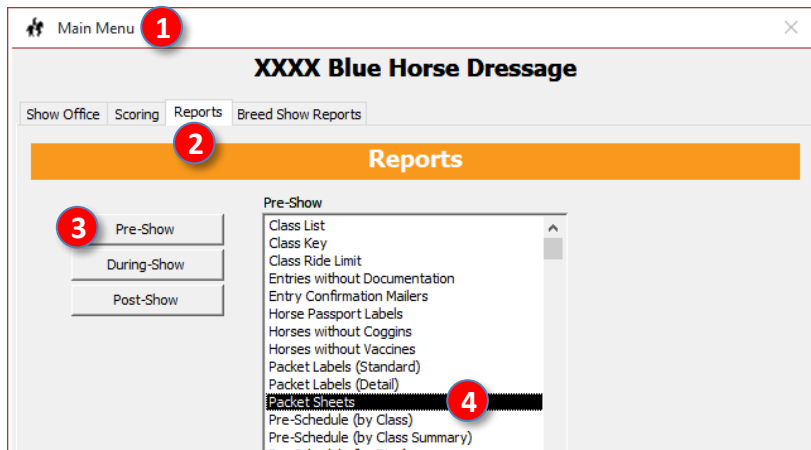 Main Menu 1
XXXX Blue Horse Dressage
Show Office Scoring Reports Breed Show Reports
2
Reports
Pre-Show
3 Pre-Show
During-Show
Post-Show
Class List
Class Key
Class Ride Limit
Entries without Documentation
Entry Confirmation Mailers
Horse Passport Labels
Horses without Coggins
Horses without Vaccines
Packet Labels (Standard)
Packet Labels (Detail)
Packet Sheets 4
Pre-Schedule (by Class)
Pre-Schedule (by Class Summary)